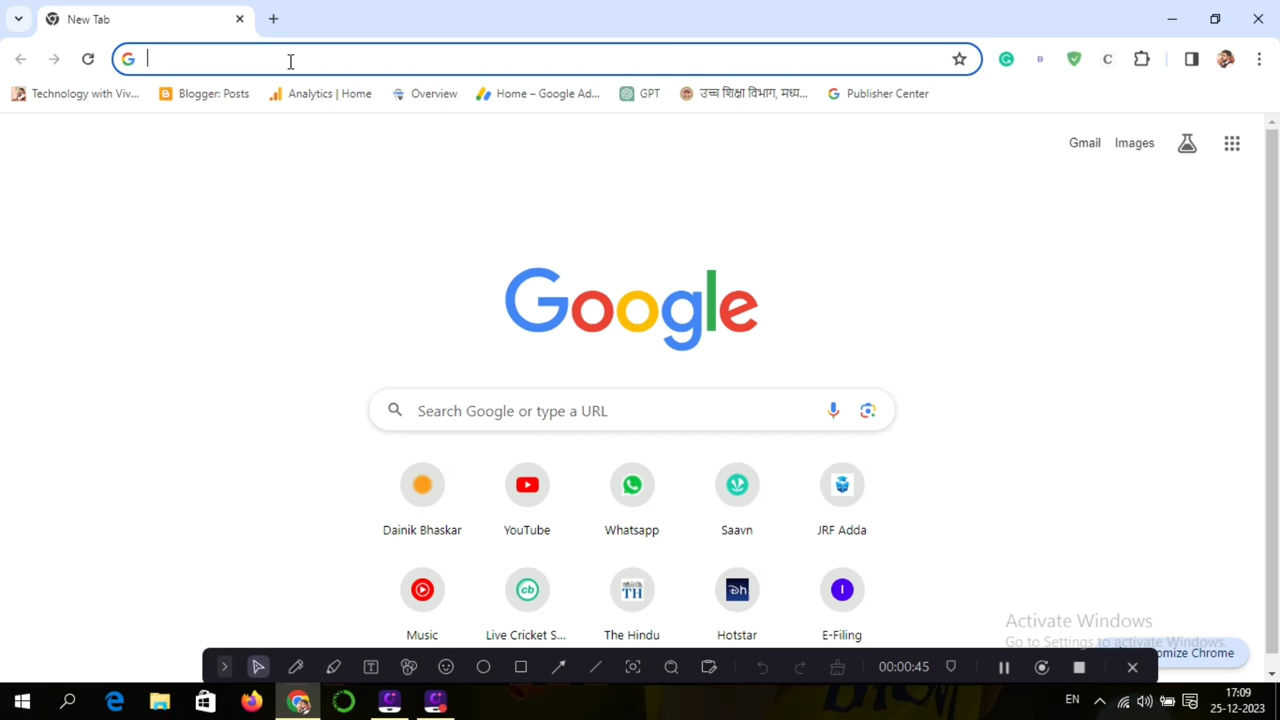 New Tab
Technology with Viv...
Blogger: Posts
Analytics | Home
Overview
Home – Google Ad...
GPT
उच्च शिक्षा विभाग, मध्य...
Publisher Center
Gmail
Images
Google
Search Google or type a URL
Dainik Bhaskar
YouTube
Whatsapp
Saavn
JRF Adda
Music
Live Cricket S...
The Hindu
Hotstar
E-Filing
Activate Windows
Go to Settings to activate Windows.
omize Chrome
00:00:45
EN
17:09
25-12-2023